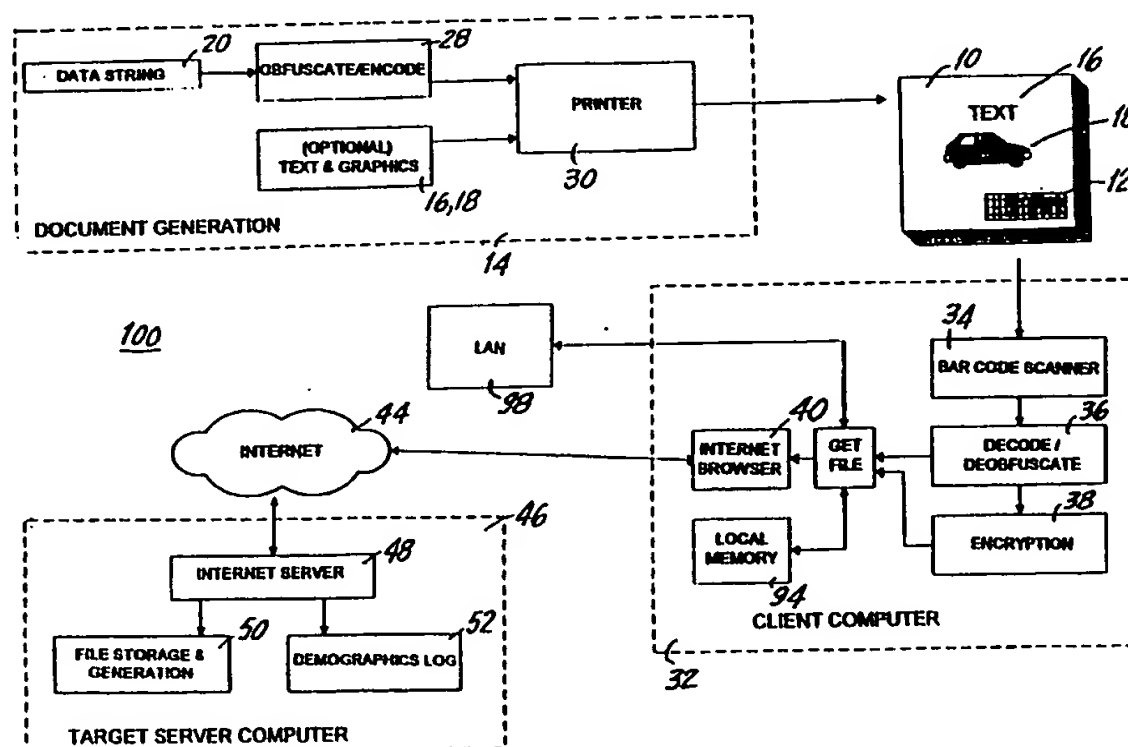 20
28
10
16
DATA STRING
OBFUSCATE/ENCODE
PRINTER
TEXT
18
(OPTIONAL)
TEXT & GRAPHICS
30
12
16,18
DOCUMENT GENERATION
14
100
LAN
98
34
BAR CODE SCANNER
44
40
36
INTERNET
INTERNET
BROWSER
GET
FILE
DECODE /
DEOBFUSCATE
46
38
48
LOCAL
MEMORY
ENCRYPTION
INTERNET SERVER
94
50
52
CLIENT COMPUTER
FILE STORAGE &
GENERATION
DEMOGRAPHICS LOG
32
TARGET SERVER COMPUTER